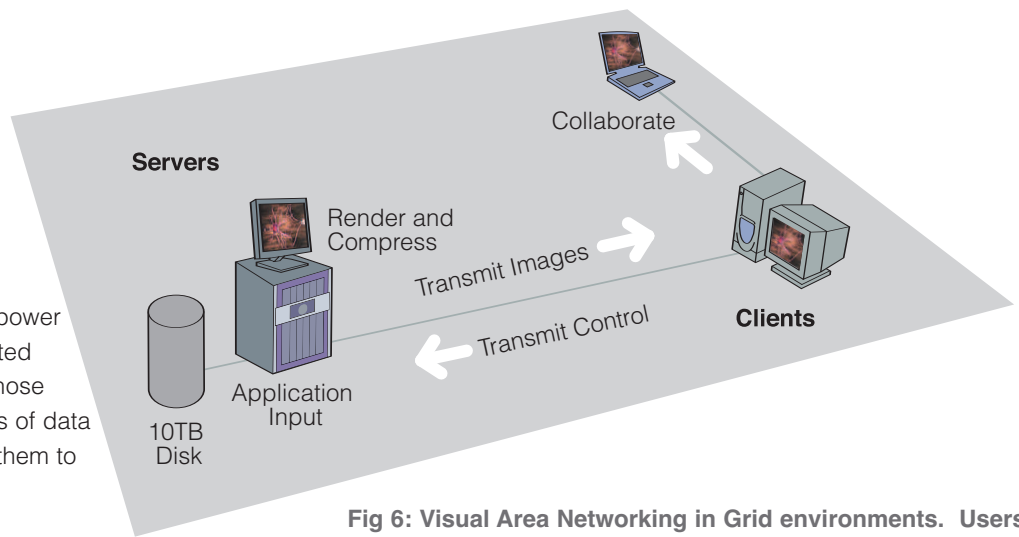 Collaborate
Servers
Render and
Compress
Transmit Images
Transmit Control
Clients
Application
Input
10TB
Disk
power
ted
hose
s of data
them to
Fig 6: Visual Area Networking in Grid environments. Users